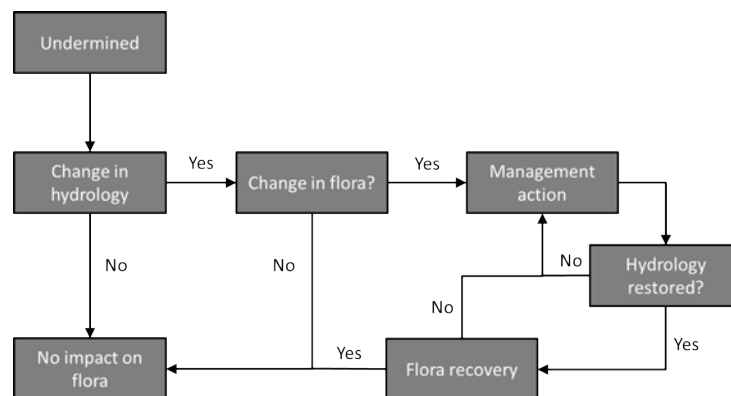 Undermined
Change in
hydrology
Yes
Change in flora?
Yes
Management
action
No
No
No
Hydrology
restored?
No
Yes
No impact on
flora
Yes
Flora recovery